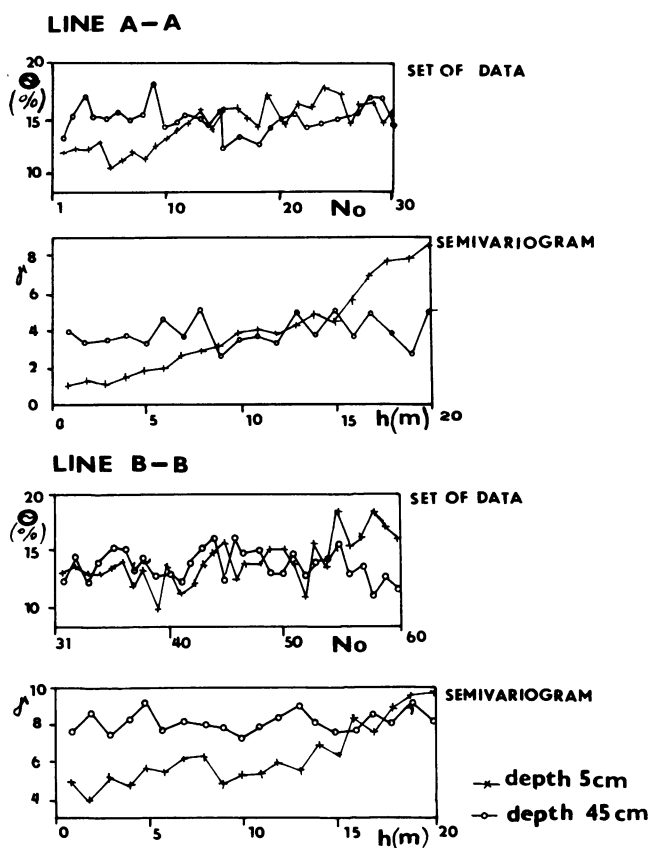 LINE A-A
20
SET OF DATA
Θ
(%)
15
10
1
10
20
No
30
SEMIVARIOGRAM
8
γ
6
4
2
0
0
5
10
15
h(m)
20
LINE B-B
20
SET OF DATA
Θ
(%)
15
10
31
40
50
No
60
10
SEMIVARIOGRAM
γ
8
6
4
depth 5cm
depth 45cm
0
5
10
15
20
h(m)